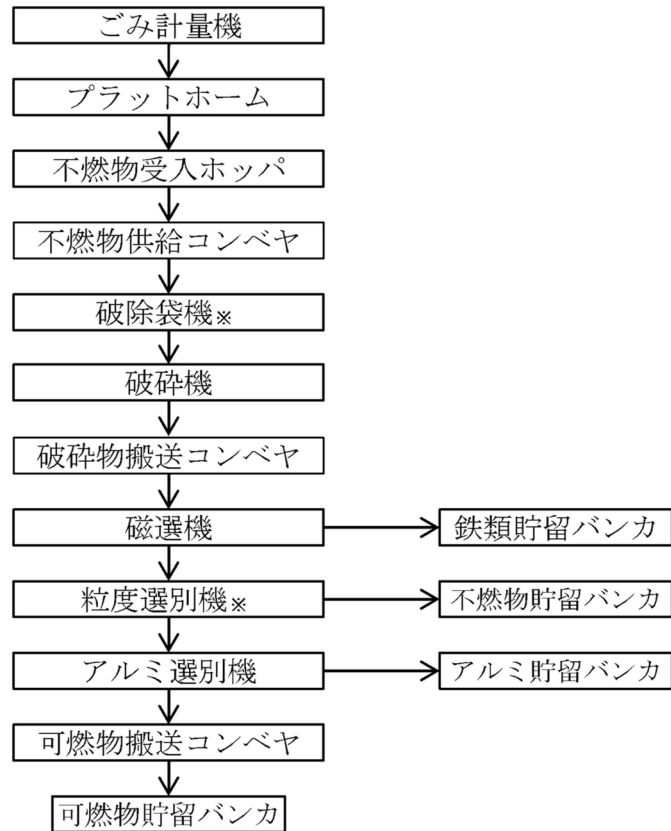 ごみ計量機
プラットホーム
不燃物受入ホッパ
不燃物供給コンベヤ
破除袋機※
破砕機
破砕物搬送コンベヤ
磁選機
鉄類貯留バンカ
粒度選別機※
不燃物貯留バンカ
アルミ選別機
アルミ貯留バンカ
可燃物搬送コンベヤ
可燃物貯留バンカ